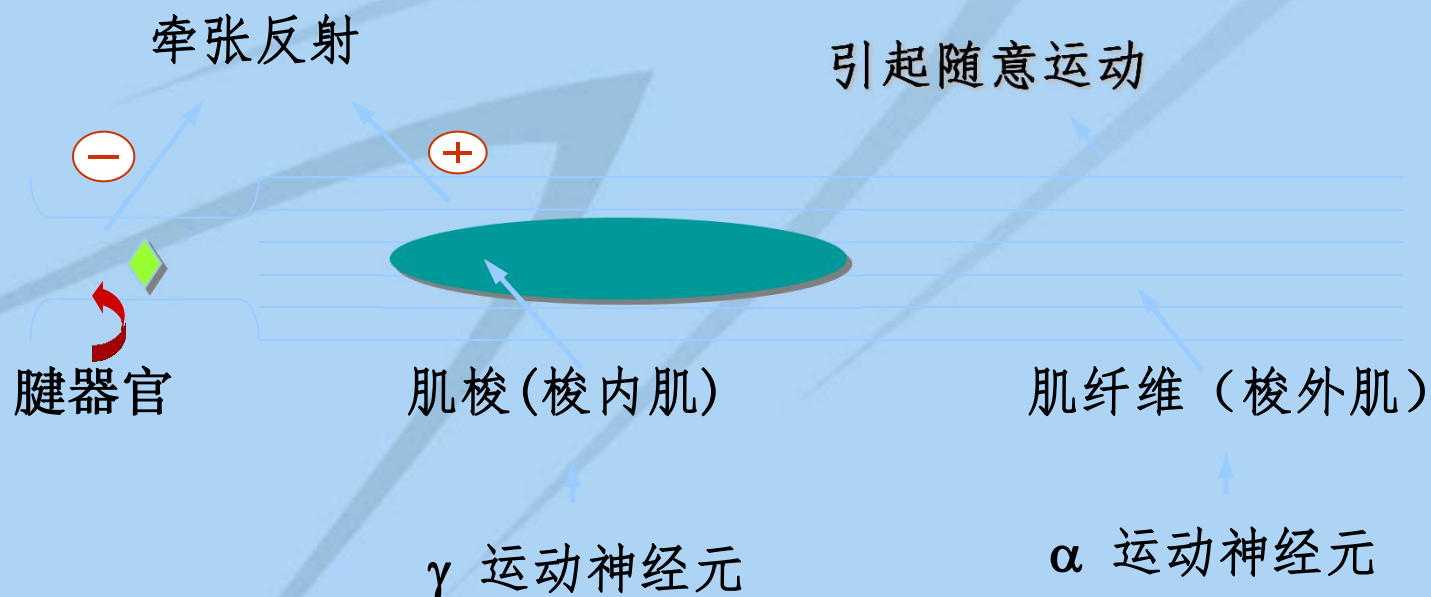 牵张反射
引起随意运动
−
+
腱器官
肌梭(梭内肌)
肌纤维（梭外肌）
γ 运动神经元
α 运动神经元